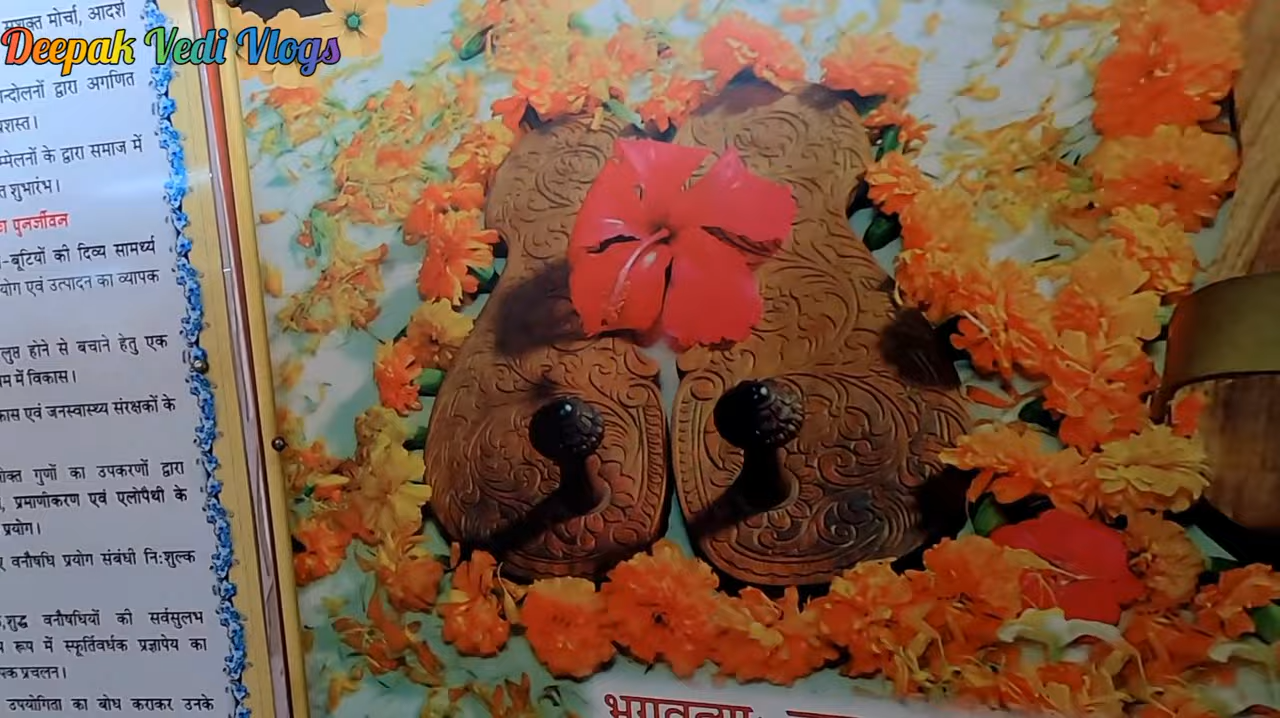 Deepak Vedi Vlogs
सशक्त मोर्चा, आदर्श
द्वारा अगणित
के द्वारा समाज में
शुभारंभ।
पुनर्जीवन
-बूटियों की दिव्य सामर्थ्य
एवं उत्पादन का व्यापक
होने से बचाने हेतु एक
में विकास।
एवं जनस्वास्थ्य संरक्षकों के
गुणों का उपकरणों द्वारा
प्रमाणीकरण एवं एलोपैथी के
प्रयोग।
वनौषधि प्रयोग संबंधी नि:शुल्क
शुद्ध वनौषधियों की सर्वसुलभ
रूप में स्फूर्तिवर्धक प्रज्ञापेय का
प्रचलन।
उपयोगिता का बोध कराकर उनके